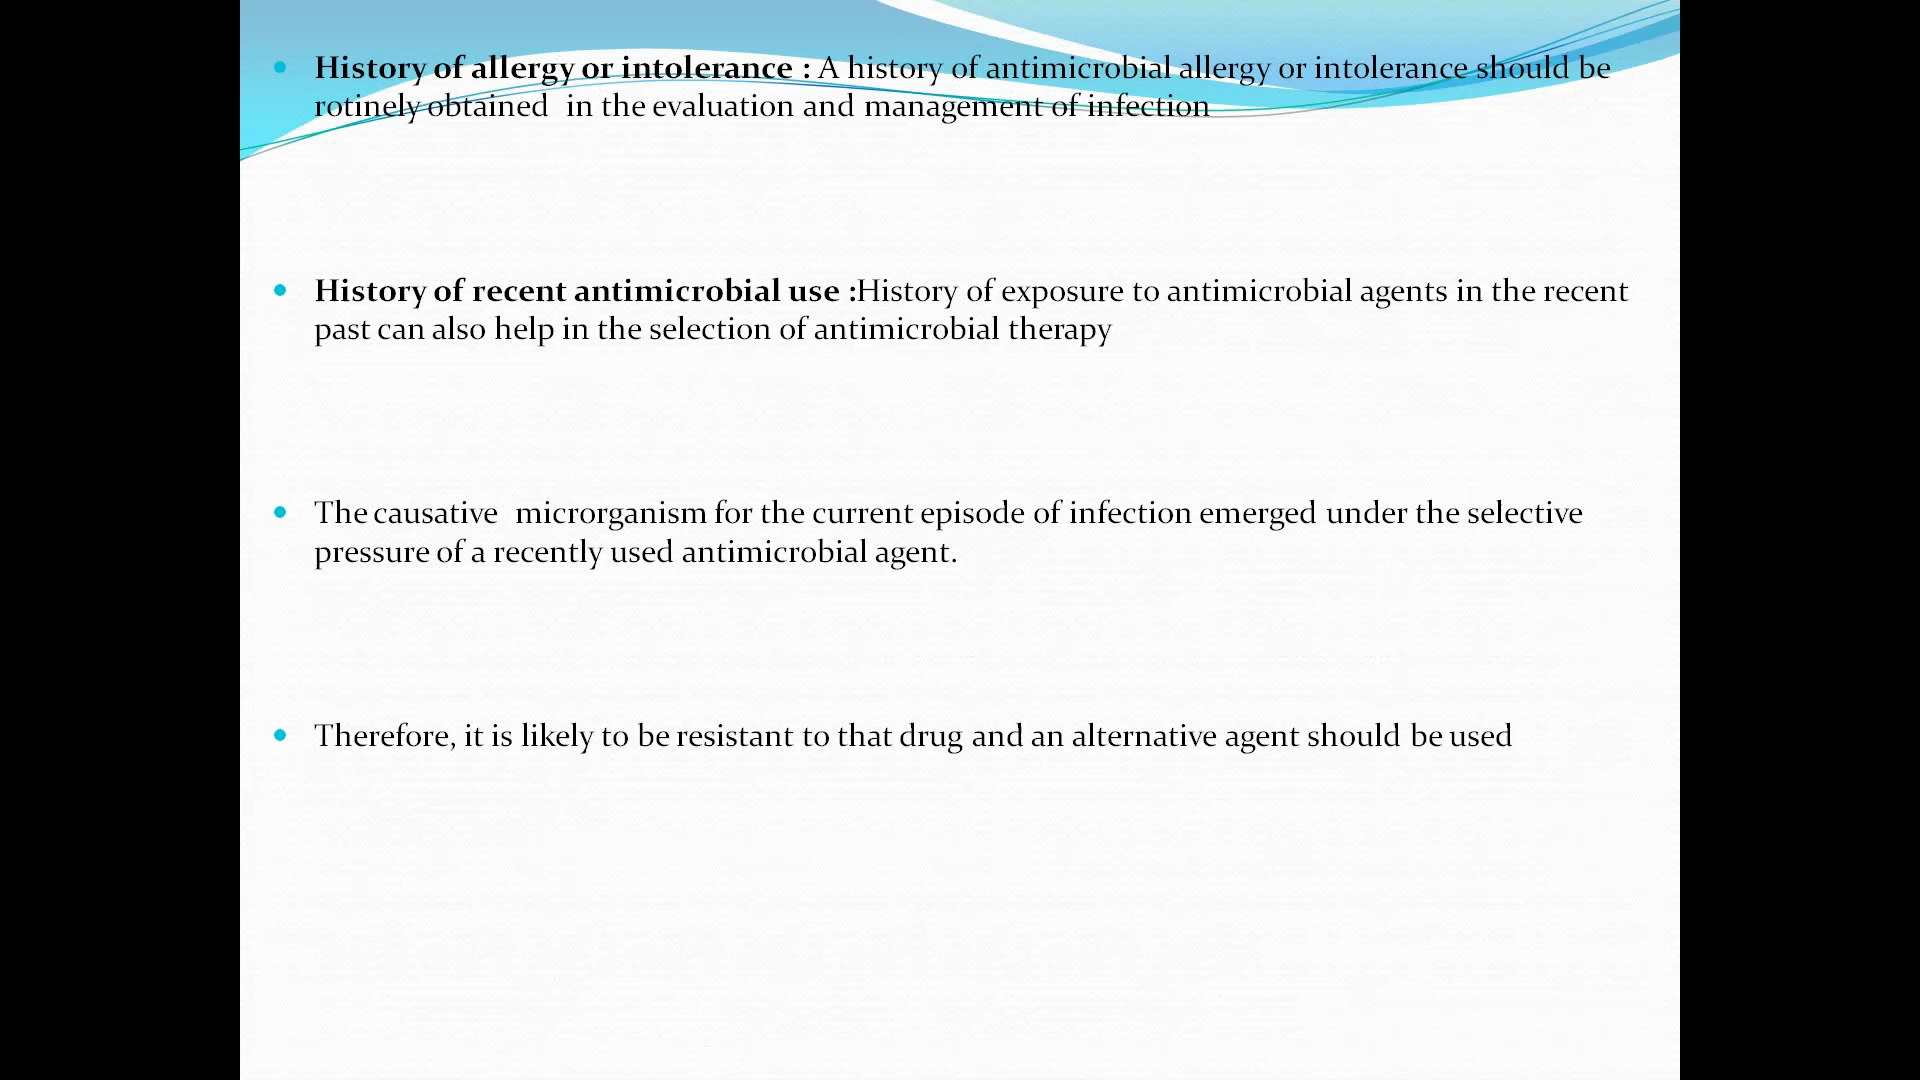 History of allergy or intolerance : A history of antimicrobial allergy or intolerance should be
rotinely obtained  in the evaluation and management of infection
History of recent antimicrobial use :History of exposure to antimicrobial agents in the recent
past can also help in the selection of antimicrobial therapy
The causative  microrganism for the current episode of infection emerged under the selective
pressure of a recently used antimicrobial agent.
Therefore, it is likely to be resistant to that drug and an alternative agent should be used